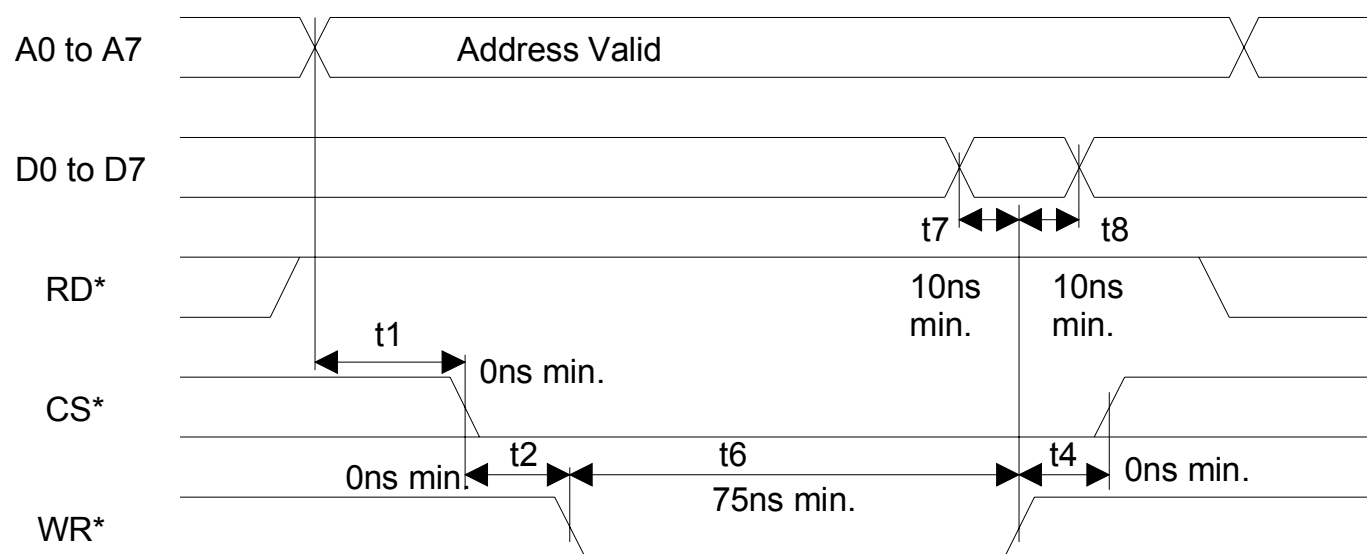 A0 to A7
Address Valid
D0 to D7
t7
t8
RD*
10ns
min.
10ns
min.
t1
0ns min.
CS*
t2
t6
t4
0ns min.
75ns min.
0ns min.
WR*